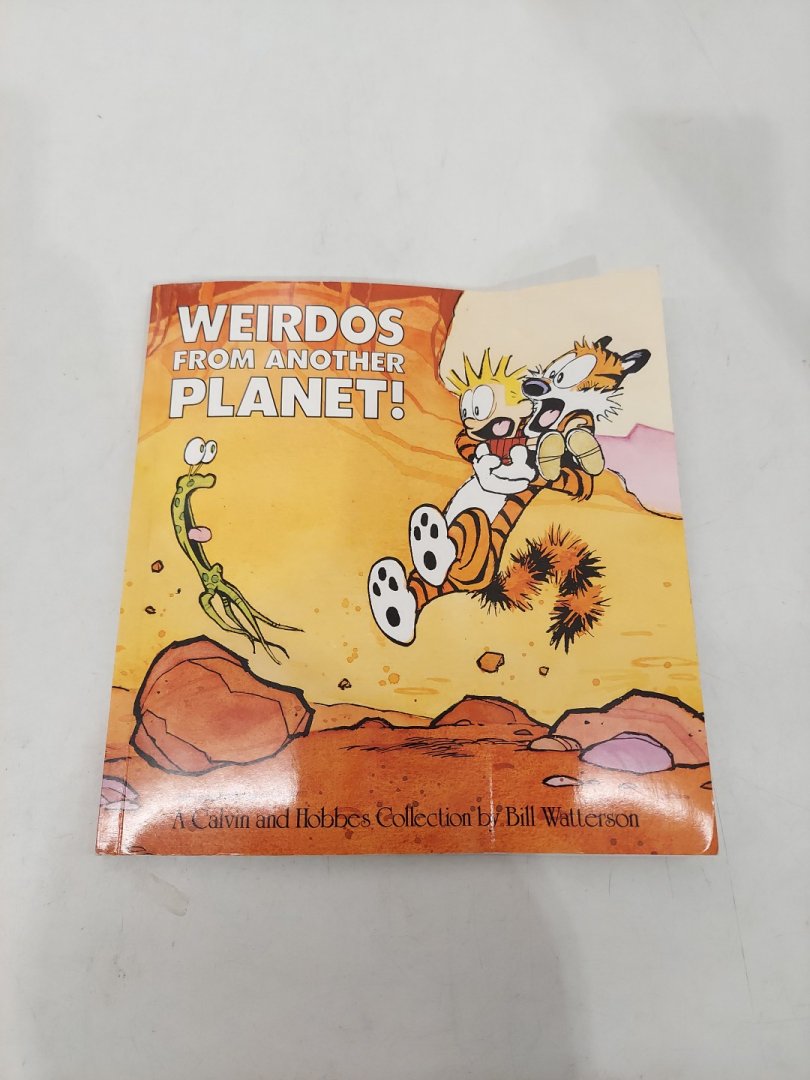 WEIRDOS
FROM ANOTHER
PLANET!
A Calvin and Hobbes Collection by Bill Watterson